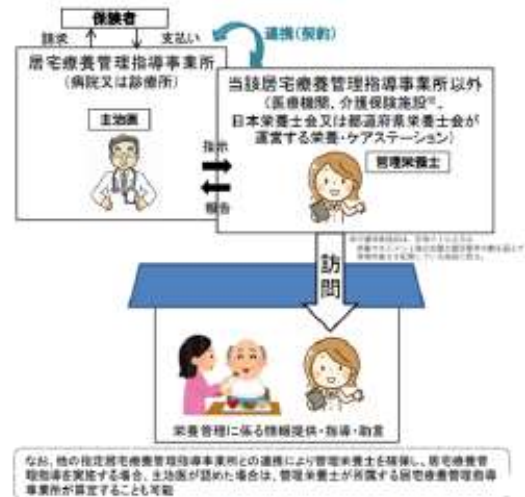 保険者
請求
支払い
連携(契約)
居宅療養管理指導事業所
(病院又は診療所)
主治医
当該居宅療養管理指導事業所以外
(医療機関、介護保険施設※、
日本栄養士会又は都道府県栄養士会が
運営する栄養・ケアステーション)
管理栄養士
指示
報告
訪問
栄養管理に係る情報提供・指導・助言
なお、他の指定居宅療養管理指導事業所との連携により管理栄養士を確保し、居宅療養管
理指導を実施する場合、主治医が認めた場合は、管理栄養士が所属する居宅療養管理指導
事業所が算定することも可能